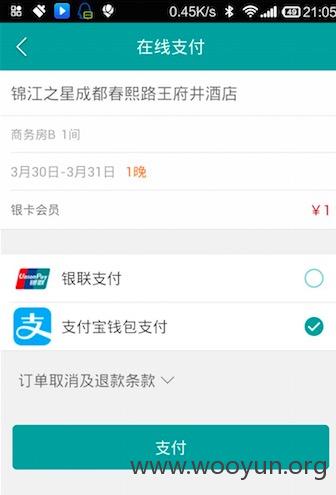 0.45K/s 49 21:05
在线支付
锦江之星成都春熙路王府井酒店
商务房B 1间
3月30日-3月31日 1晚
银卡会员 ￥1
UnionPay 银联 银联支付
支 支付宝钱包支付
订单取消及退款条款
支付
www.wooyun.org